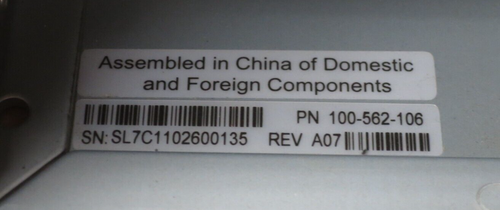 Assembled in China of Domestic
and Foreign Components
PN 100-562-106
SN: SL7C1102600135 REV A07